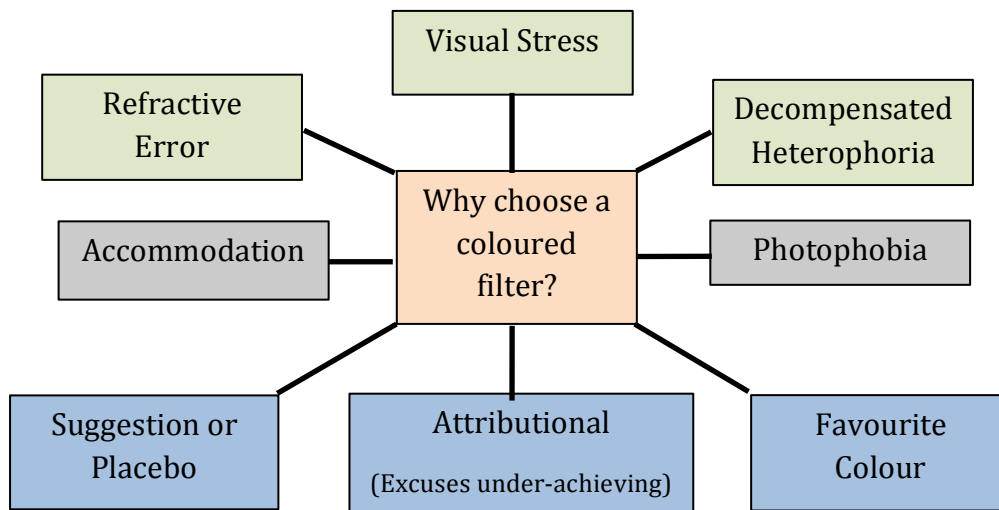 Visual Stress
Refractive
Error
Decompensated
Heterophoria
Why choose a
coloured
filter?
Accommodation
Photophobia
Suggestion or
Placebo
Attributional
(Excuses under-achieving)
Favourite
Colour